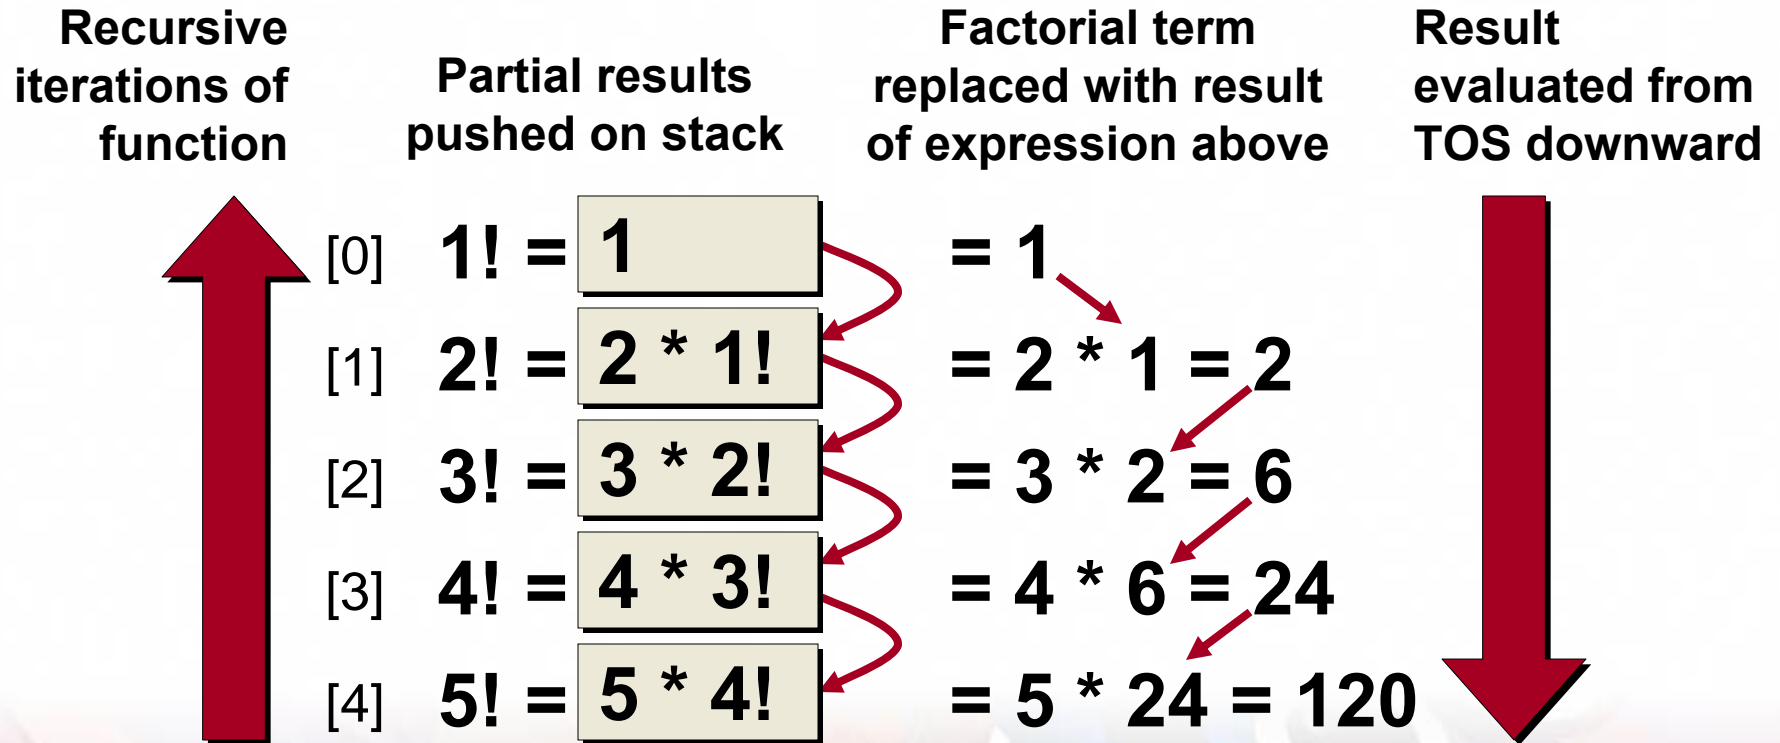 Recursive
iterations of
function
Partial results
pushed on stack
Factorial term
replaced with result
of expression above
Result
evaluated from
TOS downward
[0] 1! = 1 = 1
[1] 2! = 2 * 1! = 2 * 1 = 2
[2] 3! = 3 * 2! = 3 * 2 = 6
[3] 4! = 4 * 3! = 4 * 6 = 24
[4] 5! = 5 * 4! = 5 * 24 = 120